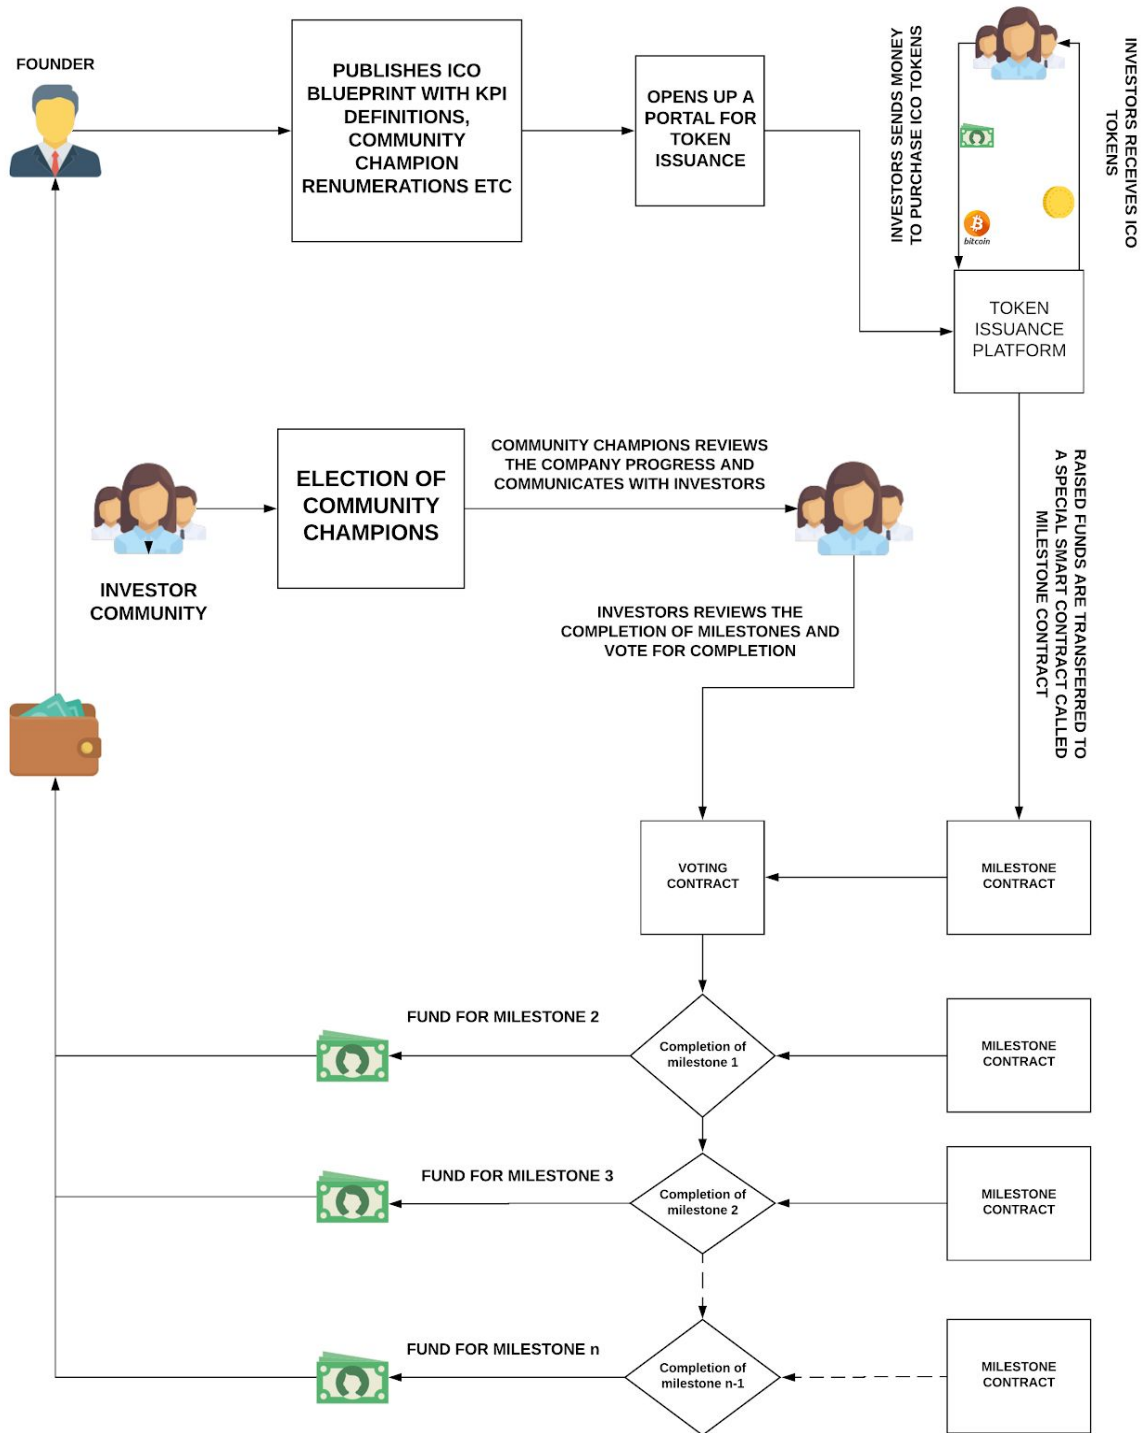 FOUNDER
PUBLISHES ICO
BLUEPRINT WITH KPI
DEFINITIONS,
COMMUNITY
CHAMPION
RENUMERATIONS ETC
OPENS UP A
PORTAL FOR
TOKEN
ISSUANCE
INVESTORS SENDS MONEY
TO PURCHASE ICO TOKENS
bitcoin
INVESTORS RECEIVES ICO
TOKENS
TOKEN
ISSUANCE
PLATFORM
INVESTOR
COMMUNITY
ELECTION OF
COMMUNITY
CHAMPIONS
COMMUNITY CHAMPIONS REVIEWS
THE COMPANY PROGRESS AND
COMMUNICATES WITH INVESTORS
INVESTORS REVIEWS THE
COMPLETION OF MILESTONES AND
VOTE FOR COMPLETION
RAISED FUNDS ARE TRANSFERRED TO
A SPECIAL SMART CONTRACT CALLED
MILESTONE CONTRACT
VOTING
CONTRACT
MILESTONE
CONTRACT
FUND FOR MILESTONE 2
Completion of
milestone 1
MILESTONE
CONTRACT
FUND FOR MILESTONE 3
Completion of
milestone 2
MILESTONE
CONTRACT
FUND FOR MILESTONE n
Completion of
milestone n-1
MILESTONE
CONTRACT